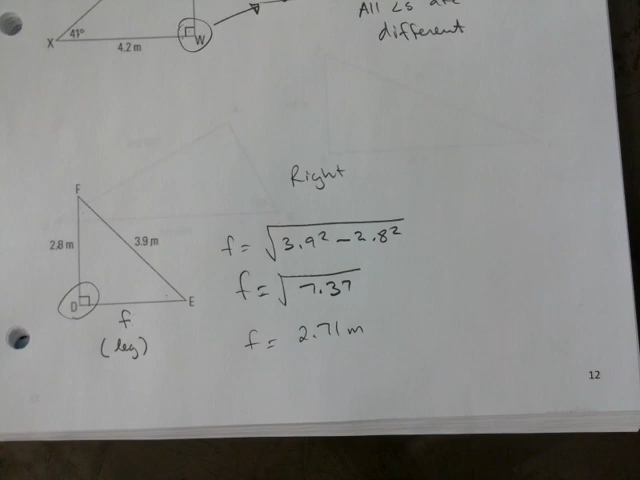 All ∠s are
different
X
41°
4.2 m
W
Right
F
2.8 m
3.9 m
f = √3.9² - 2.8²
f = √7.37
D
E
f
(leg)
f = 2.71 m
12